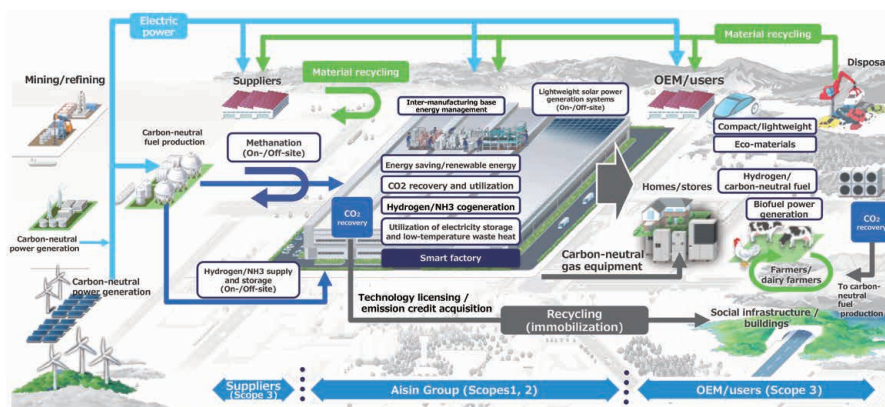 Electric
power
Material recycling
Disposa
Mining/refining
Suppliers
Material recycling
OEM/users
Inter-manufacturing base
energy management
Lightweight solar power
generation systems
(On-/Off-site)
Compact/lightweight
Eco-materials
Carbon-neutral
fuel production
Methanation
(On-/Off-site)
Energy saving/renewable energy
CO2 recovery and utilization
Hydrogen/NH3 cogeneration
Utilization of electricity storage
and low-temperature waste heat
Smart factory
CO2
recovery
Homes/stores
Hydrogen/
carbon-neutral fuel
Biofuel power
generation
CO2
recovery
Carbon-neutral
power generation
Carbon-neutral
gas equipment
Farmers/
dairy farmers
To carbon-
neutral
fuel
production
Carbon-neutral
power generation
Hydrogen/NH3 supply
and storage
(On-/Off-site)
Technology licensing /
emission credit acquisition
Recycling
(immobilization)
Social infrastructure /
buildings
Suppliers
(Scope 3)
Aisin Group (Scopes1, 2)
OEM/users (Scope 3)